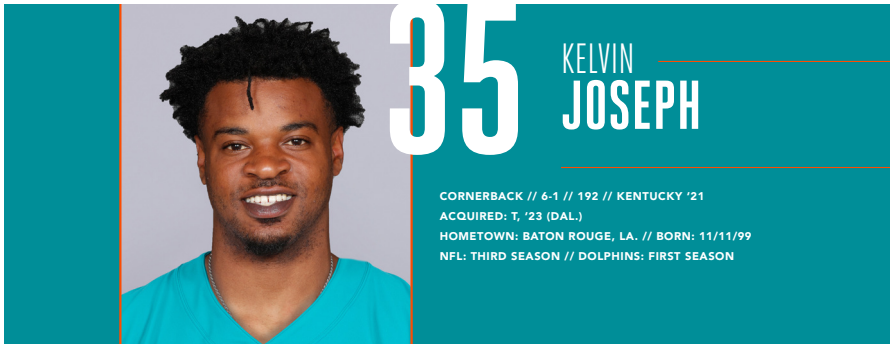 35
KELVIN
JOSEPH
CORNERBACK // 6-1 // 192 // KENTUCKY ’21
ACQUIRED: T, ‘23 (DAL.)
HOMETOWN: BATON ROUGE, LA. // BORN: 11/11/99
NFL: THIRD SEASON // DOLPHINS: FIRST SEASON